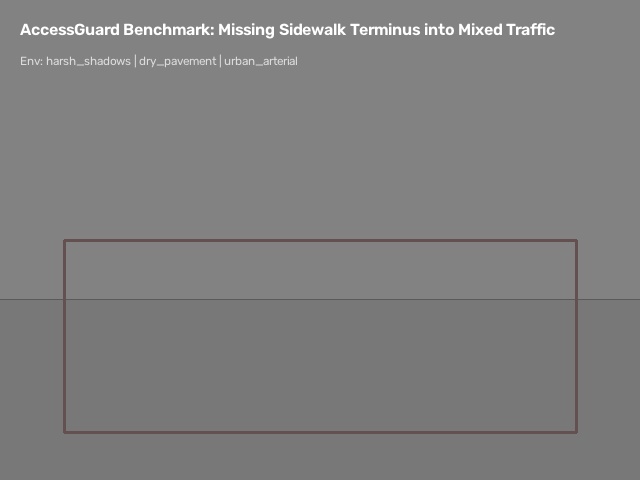 AccessGuard Benchmark: Missing Sidewalk Terminus into Mixed Traffic
Env: harsh_shadows | dry_pavement | urban_arterial